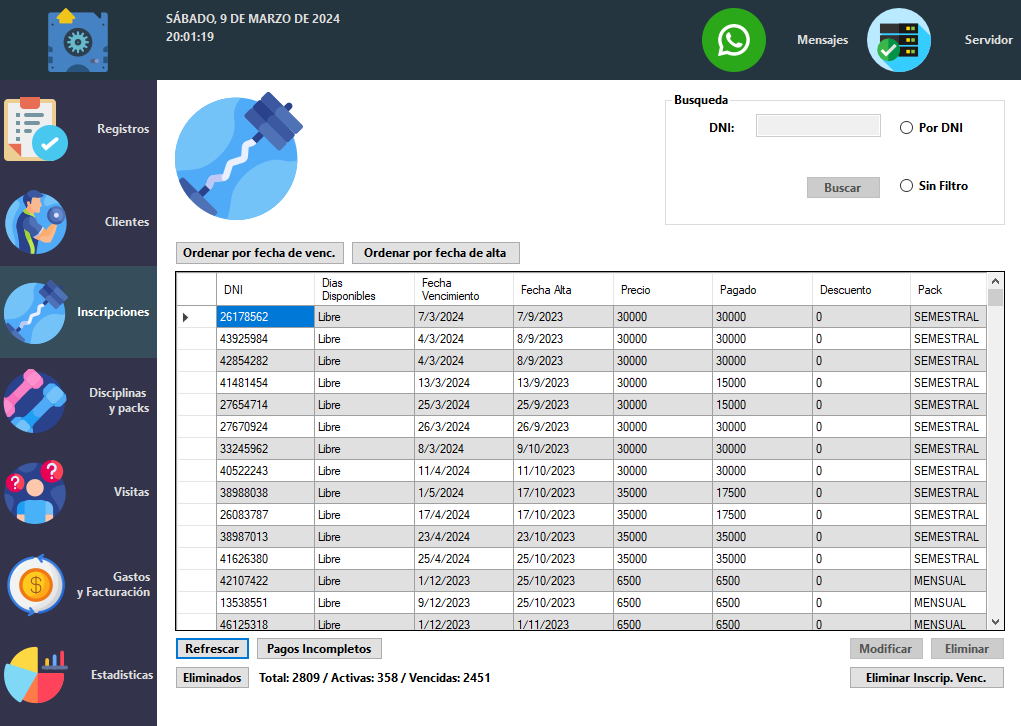 SÁBADO, 9 DE MARZO DE 2024
20:01:19
Mensajes
Servidor
Registros
Clientes
Inscripciones
Disciplinas
y packs
Visitas
Gastos
y Facturación
Estadisticas
Busqueda
DNI:
Por DNI
Buscar
Sin Filtro
Ordenar por fecha de venc.
Ordenar por fecha de alta
DNI Dias Disponibles Fecha Vencimiento Fecha Alta Precio Pagado Descuento Pack
26178562 Libre 7/3/2024 7/9/2023 30000 30000 0 SEMESTRAL
43925984 Libre 4/3/2024 8/9/2023 30000 30000 0 SEMESTRAL
42854282 Libre 4/3/2024 8/9/2023 30000 30000 0 SEMESTRAL
41481454 Libre 13/3/2024 13/9/2023 30000 15000 0 SEMESTRAL
27654714 Libre 25/3/2024 25/9/2023 30000 15000 0 SEMESTRAL
27670924 Libre 26/3/2024 26/9/2023 30000 30000 0 SEMESTRAL
33245962 Libre 8/3/2024 9/10/2023 30000 30000 0 SEMESTRAL
40522243 Libre 11/4/2024 11/10/2023 30000 30000 0 SEMESTRAL
38988038 Libre 1/5/2024 17/10/2023 35000 17500 0 SEMESTRAL
26083787 Libre 17/4/2024 17/10/2023 35000 17500 0 SEMESTRAL
38987013 Libre 23/4/2024 23/10/2023 35000 35000 0 SEMESTRAL
41626380 Libre 25/4/2024 25/10/2023 35000 35000 0 SEMESTRAL
42107422 Libre 1/12/2023 25/10/2023 6500 6500 0 MENSUAL
13538551 Libre 9/12/2023 25/10/2023 6500 6500 0 MENSUAL
46125318 Libre 1/12/2023 1/11/2023 6500 6500 0 MENSUAL
Refrescar
Pagos Incompletos
Modificar
Eliminar
Eliminados
Total: 2809 / Activas: 358 / Vencidas: 2451
Eliminar Inscrip. Venc.